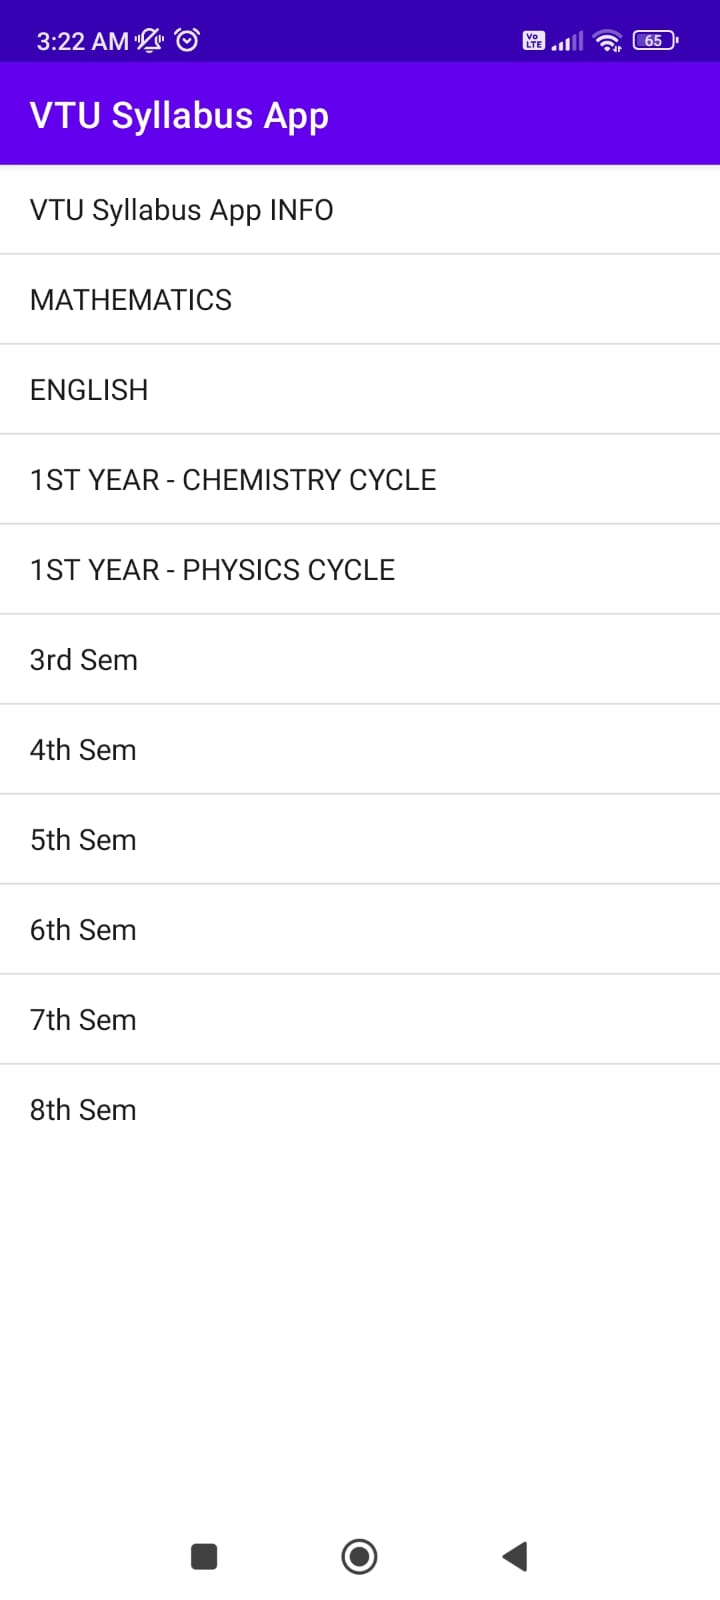 3:22 AM Vo LTE 65
VTU Syllabus App
VTU Syllabus App INFO
MATHEMATICS
ENGLISH
1ST YEAR - CHEMISTRY CYCLE
1ST YEAR - PHYSICS CYCLE
3rd Sem
4th Sem
5th Sem
6th Sem
7th Sem
8th Sem